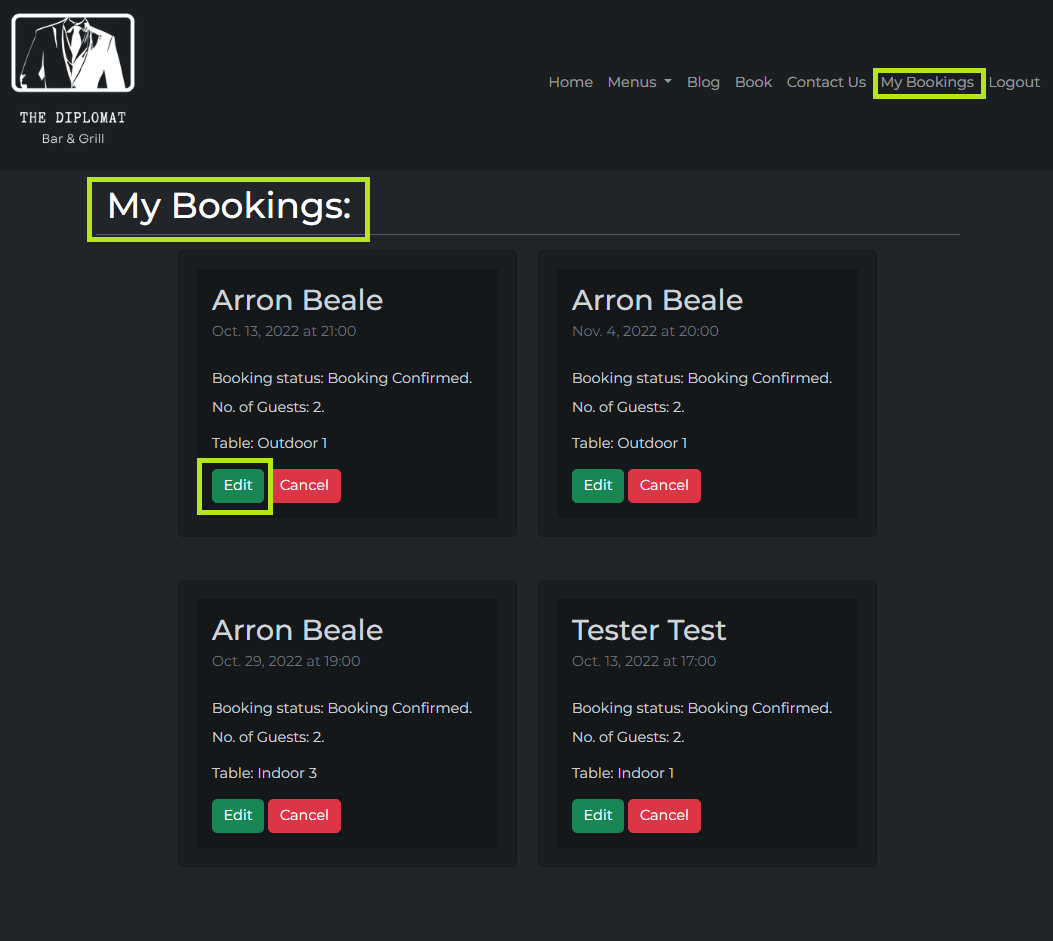 THE DIPLOMAT
Bar & Grill
Home Menus Blog Book Contact Us My Bookings Logout
My Bookings:
Arron Beale
Oct. 13, 2022 at 21:00
Booking status: Booking Confirmed.
No. of Guests: 2.
Table: Outdoor 1
Edit Cancel
Arron Beale
Nov. 4, 2022 at 20:00
Booking status: Booking Confirmed.
No. of Guests: 2.
Table: Outdoor 1
Edit Cancel
Arron Beale
Oct. 29, 2022 at 19:00
Booking status: Booking Confirmed.
No. of Guests: 2.
Table: Indoor 3
Edit Cancel
Tester Test
Oct. 13, 2022 at 17:00
Booking status: Booking Confirmed.
No. of Guests: 2.
Table: Indoor 1
Edit Cancel